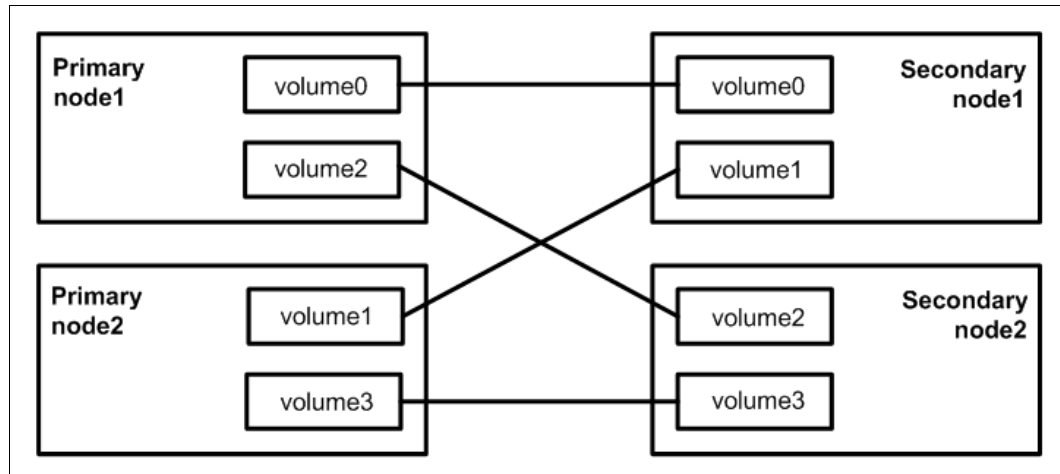 Primary
node1
volume0
volume2
volume0
volume1
Secondary
node1
Primary
node2
volume1
volume3
volume2
volume3
Secondary
node2